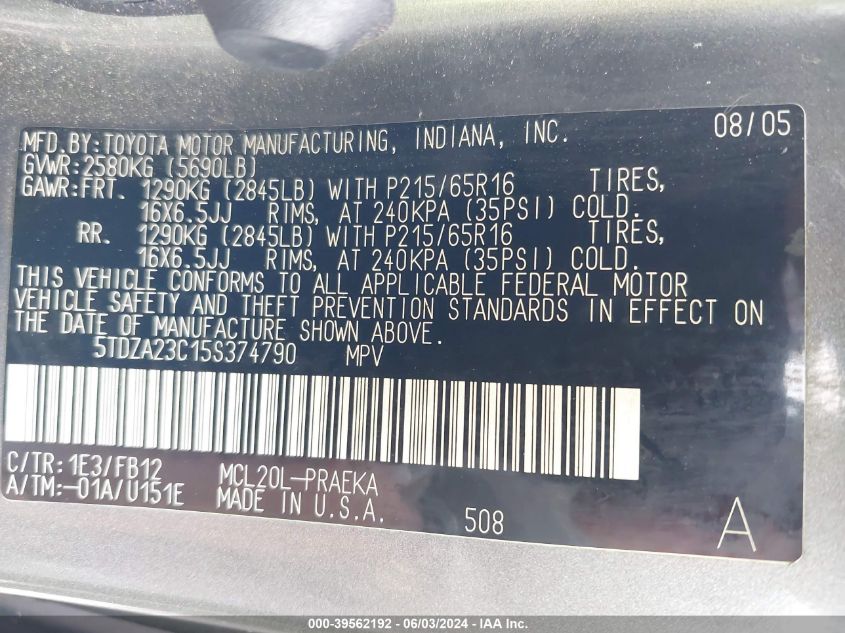 MFD.BY:TOYOTA MOTOR MANUFACTURING, INDIANA, INC. 08/05
GVWR:2580KG (5690LB)
GAWR:FRT. 1290KG (2845LB) WITH P215/65R16 TIRES,
16X6.5JJ RIMS, AT 240KPA (35PSI) COLD.
RR. 1290KG (2845LB) WITH P215/65R16 TIRES,
16X6.5JJ RIMS, AT 240KPA (35PSI) COLD.
THIS VEHICLE CONFORMS TO ALL APPLICABLE FEDERAL MOTOR
VEHICLE SAFETY AND THEFT PREVENTION STANDARDS IN EFFECT ON
THE DATE OF MANUFACTURE SHOWN ABOVE.
5TDZA23C15S374790 MPV
C/TR:1E3/FB12 MCL20L-PRAEKA
A/TM:-01A/U151E MADE IN U.S.A. 508 A
000-39562192 - 06/03/2024 - IAA Inc.